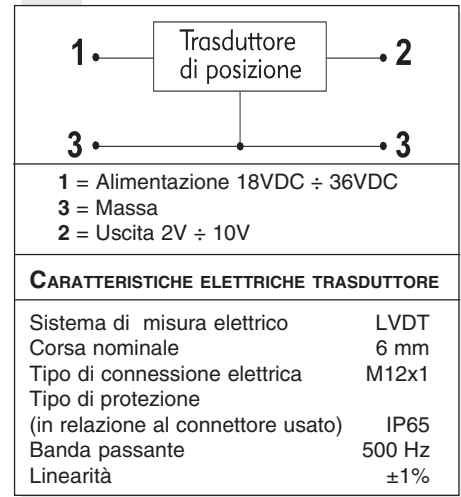 Trasduttore
1 2
di posizione
3 3
1 = Alimentazione 18VDC ÷ 36VDC
3 = Massa
2 = Uscita 2V ÷ 10V
CARATTERISTICHE ELETTRICHE TRASDUTTORE
Sistema di misura elettrico LVDT
Corsa nominale 6 mm
Tipo di connessione elettrica M12x1
Tipo di protezione
(in relazione al connettore usato) IP65
Banda passante 500 Hz
Linearità ±1%